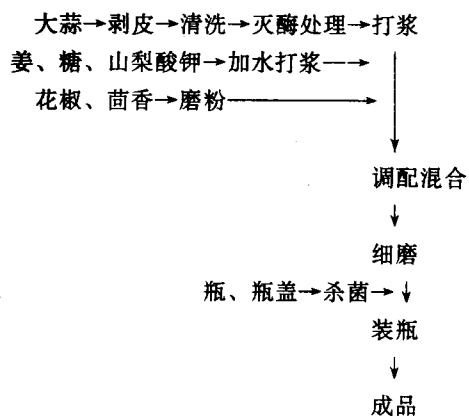 大蒜→剥皮→清洗→灭酶处理→打浆
姜、糖、山梨酸钾→加水打浆→
花椒、茴香→磨粉→
调配混合
细磨
瓶、瓶盖→杀菌→
装瓶
成品